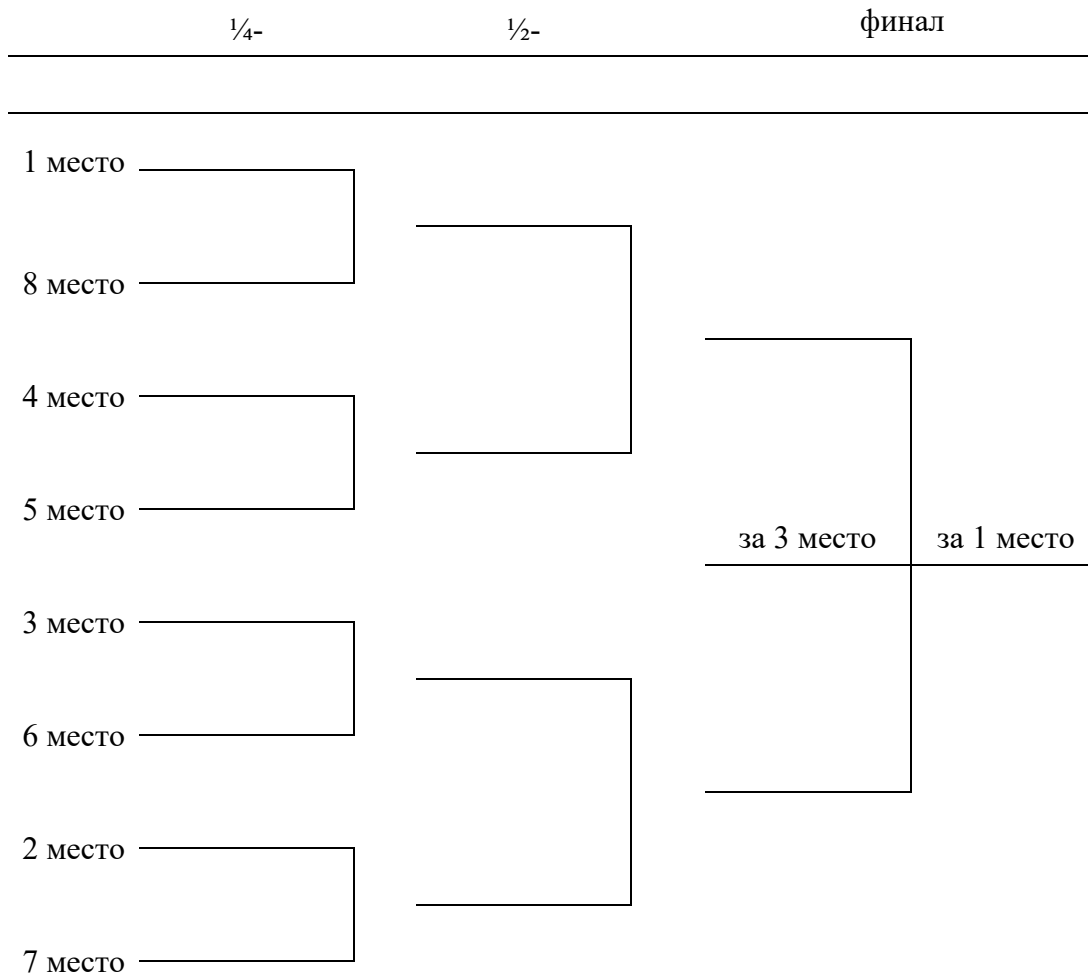 ¼- ½- финал
1 место
8 место
4 место
5 место
за 3 место за 1 место
3 место
6 место
2 место
7 место